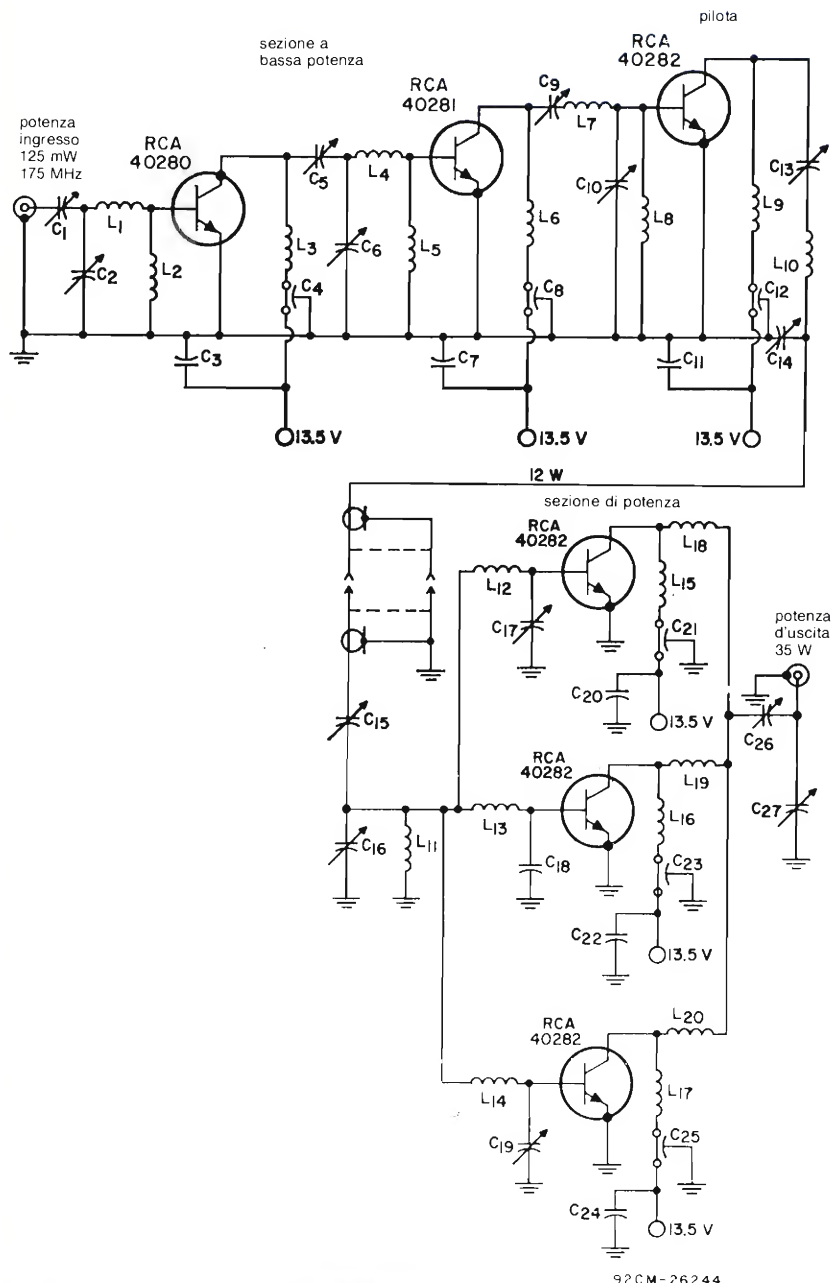 pilota
sezione a
bassa potenza
RCA
40282
RCA
40281
C9
L7
potenza
ingresso
125 mW
175 MHz
RCA
40280
C5
L4
C10
C13
C1
L1
L6
L8
L9
C2
L2
L3
C6
L5
L10
C4
C8
C12
C3
C7
C11
C14
13.5 V
13.5 V
13.5 V
12 W
sezione di potenza
RCA
40282
L18
L12
L15
C17
C21
potenza
d'uscita
35 W
C20
C15
13.5 V
C26
RCA
40282
L19
L13
L16
C27
C16
L11
C18
C23
C22
13.5 V
L20
RCA
40282
L14
L17
C19
C25
C24
13.5 V
92CM-26244